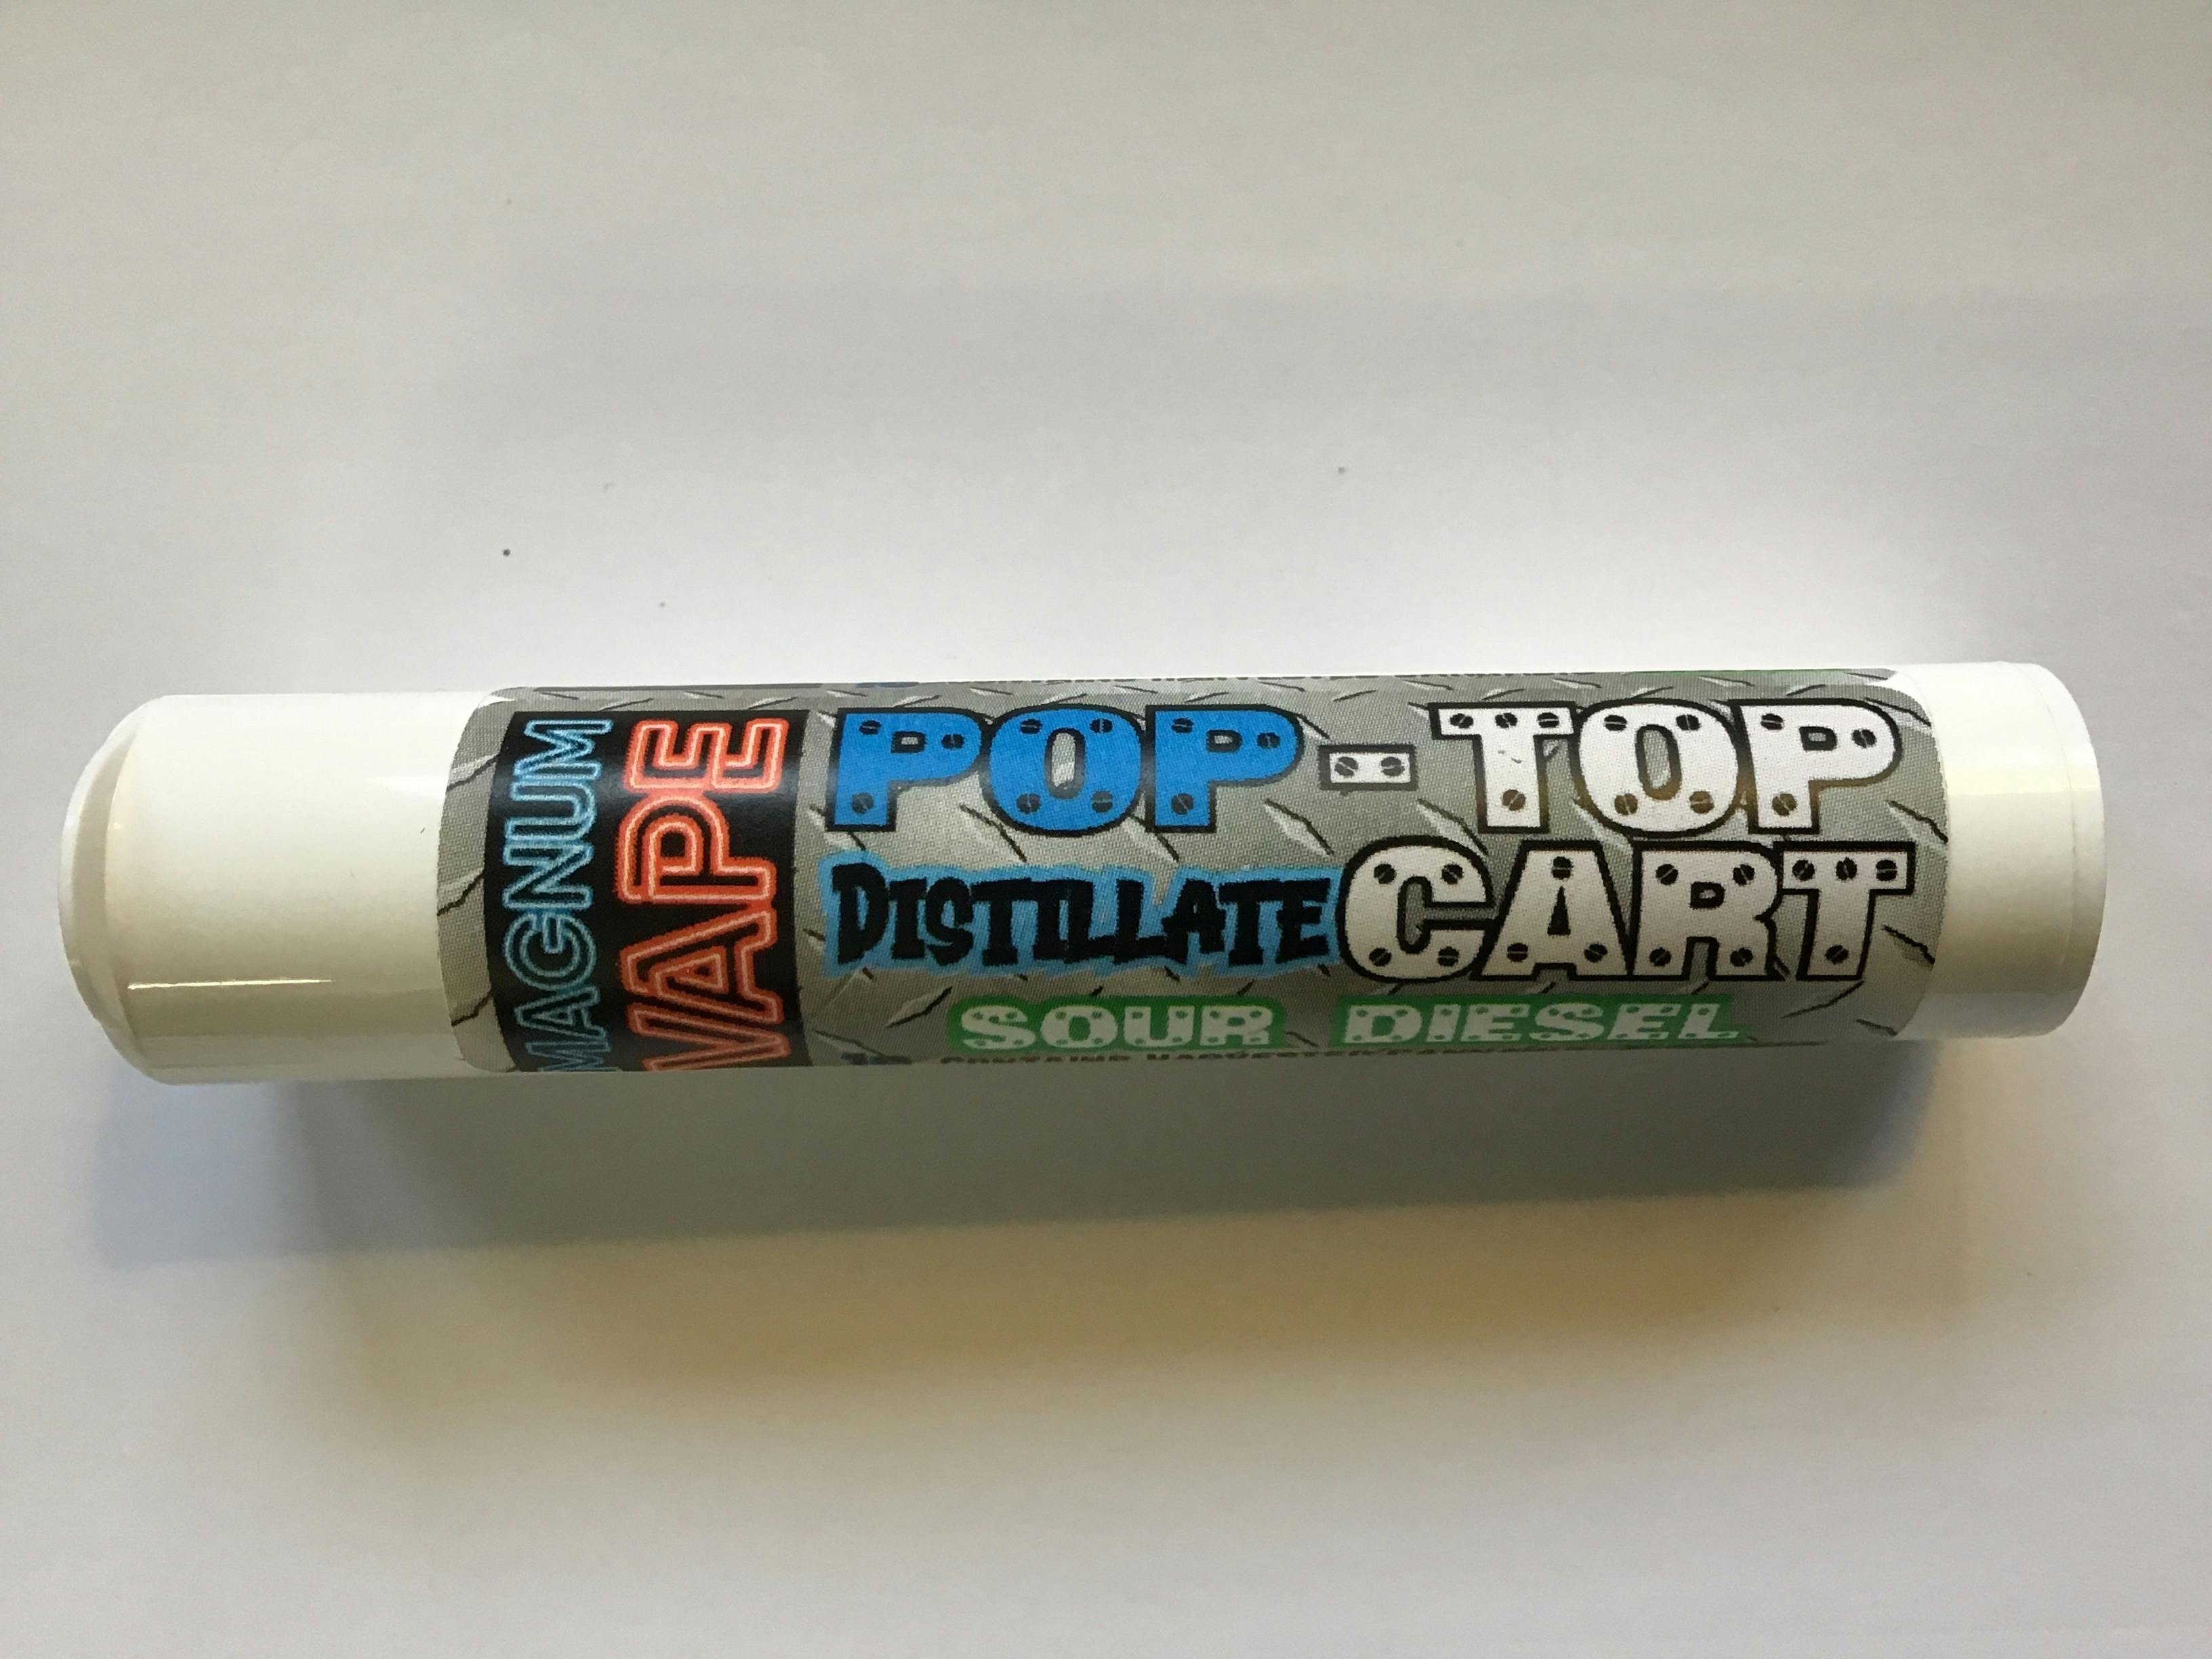 MAGNUM
VAPE
POP-TOP
DISTILLATE CART
SOUR DIESEL